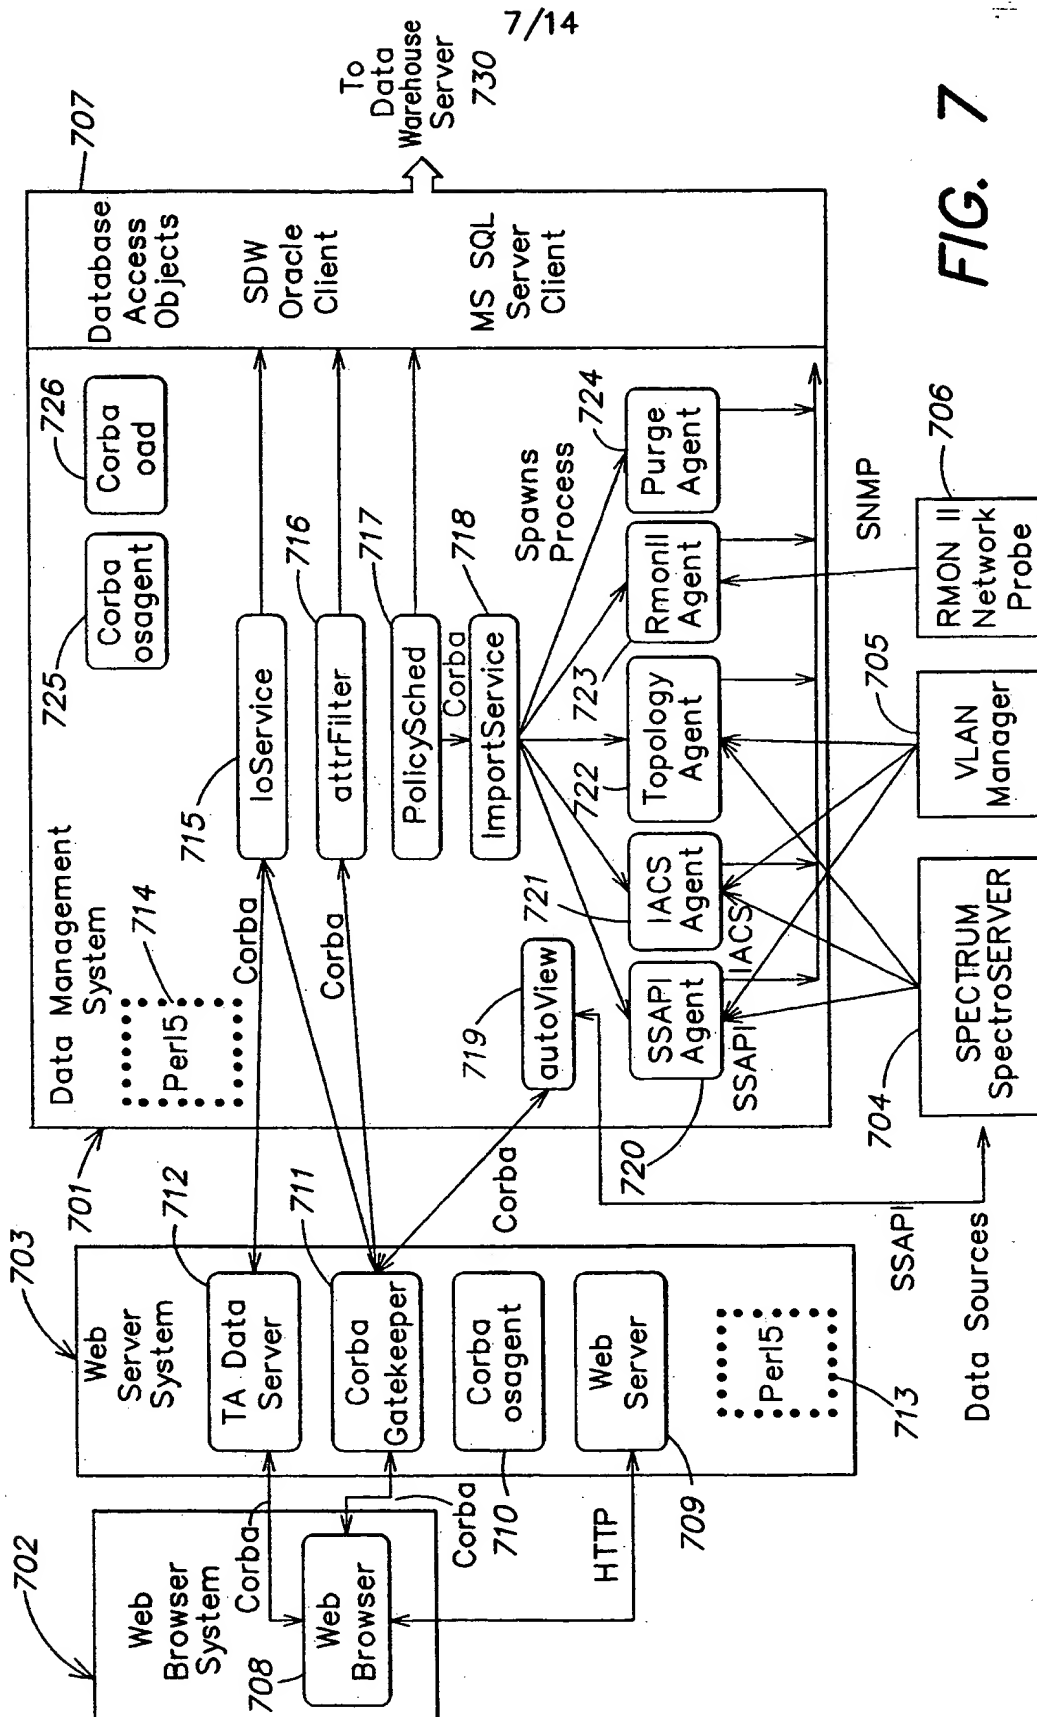 7/14
702
Web
Browser
System
708
Web
Browser
Corba
Corba
HTTP
703
Web
Server
System
712
TA Data
Server
711
Corba
Gatekeeper
710
Corba
osagent
709
Web
Server
713
Perl5
701
Data Management
System
714
Perl5
725
Corba
osagent
726
Corba
oad
Corba
Corba
Corba
715
IoService
716
attrFilter
717
PolicySched
Corba
718
ImportService
719
autoView
Spawns
Process
720
SSAPI
Agent
721
IACS
Agent
722
Topology
Agent
723
RmonII
Agent
724
Purge
Agent
SSAPI
IACS
SNMP
707
Database
Access
Objects
SDW
Oracle
Client
MS SQL
Server
Client
To
Data
Warehouse
Server
730
SSAPI
Data Sources
704
SPECTRUM
SpectroSERVER
705
VLAN
Manager
706
RMON II
Network
Probe
FIG. 7